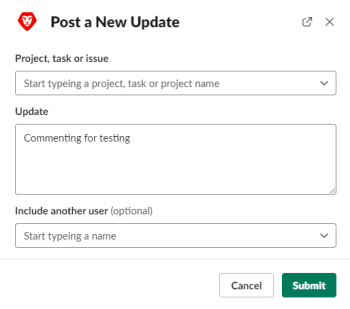 Post a New Update
Project, task or issue
Start typeing a project, task or project name
Update
Commenting for testing
Include another user (optional)
Start typeing a name
Cancel
Submit